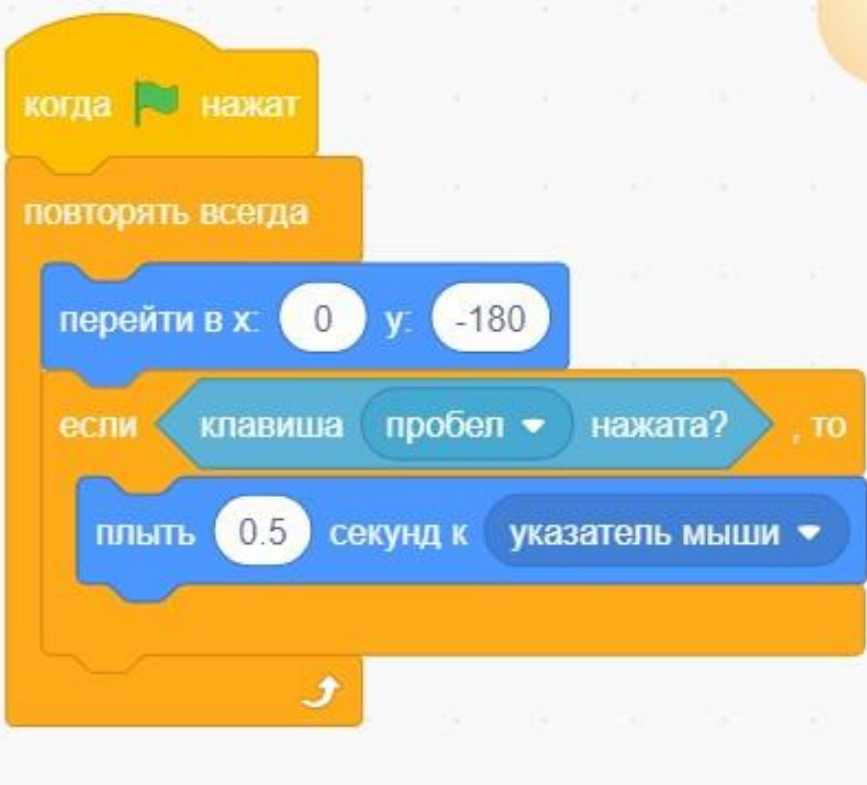 когда нажат
повторять всегда
перейти в x: 0 y: -180
если клавиша пробел нажата? , то
плыть 0.5 секунд к указатель мыши